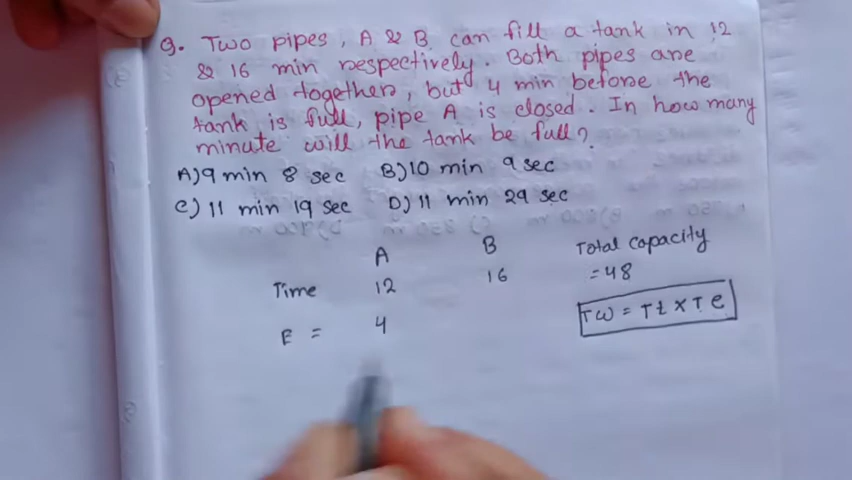 9. Two pipes, A & B can fill a tank in 12
& 16 min respectively. Both pipes are
opened together, but 4 min before the
tank is full, pipe A is closed. In how many
minute will the tank be full?
A) 9 min 8 sec B) 10 min 9 sec
C) 11 min 19 sec D) 11 min 29 sec
A B Total capacity
Time 12 16 = 48
E = 4 TW = Tt x TE